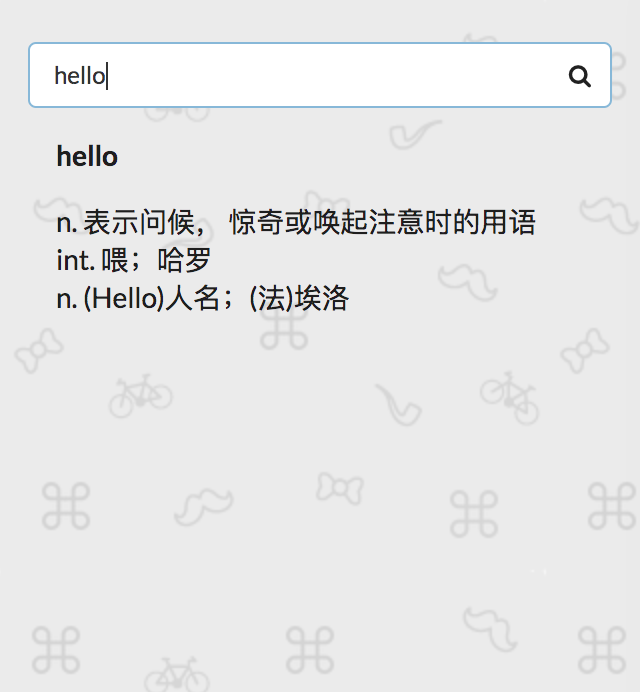 hello
hello
n. 表示问候， 惊奇或唤起注意时的用语
int. 喂；哈罗
n. (Hello)人名；(法)埃洛